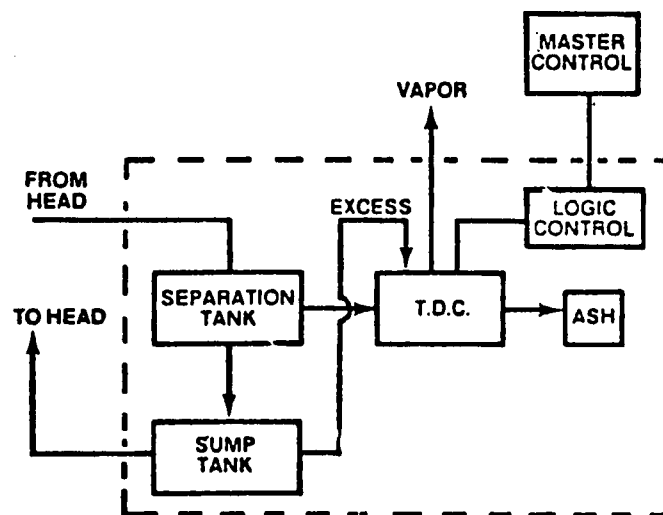 MASTER
CONTROL
VAPOR
FROM
HEAD
EXCESS
LOGIC
CONTROL
SEPARATION
TANK
T.D.C.
ASH
TO HEAD
SUMP
TANK